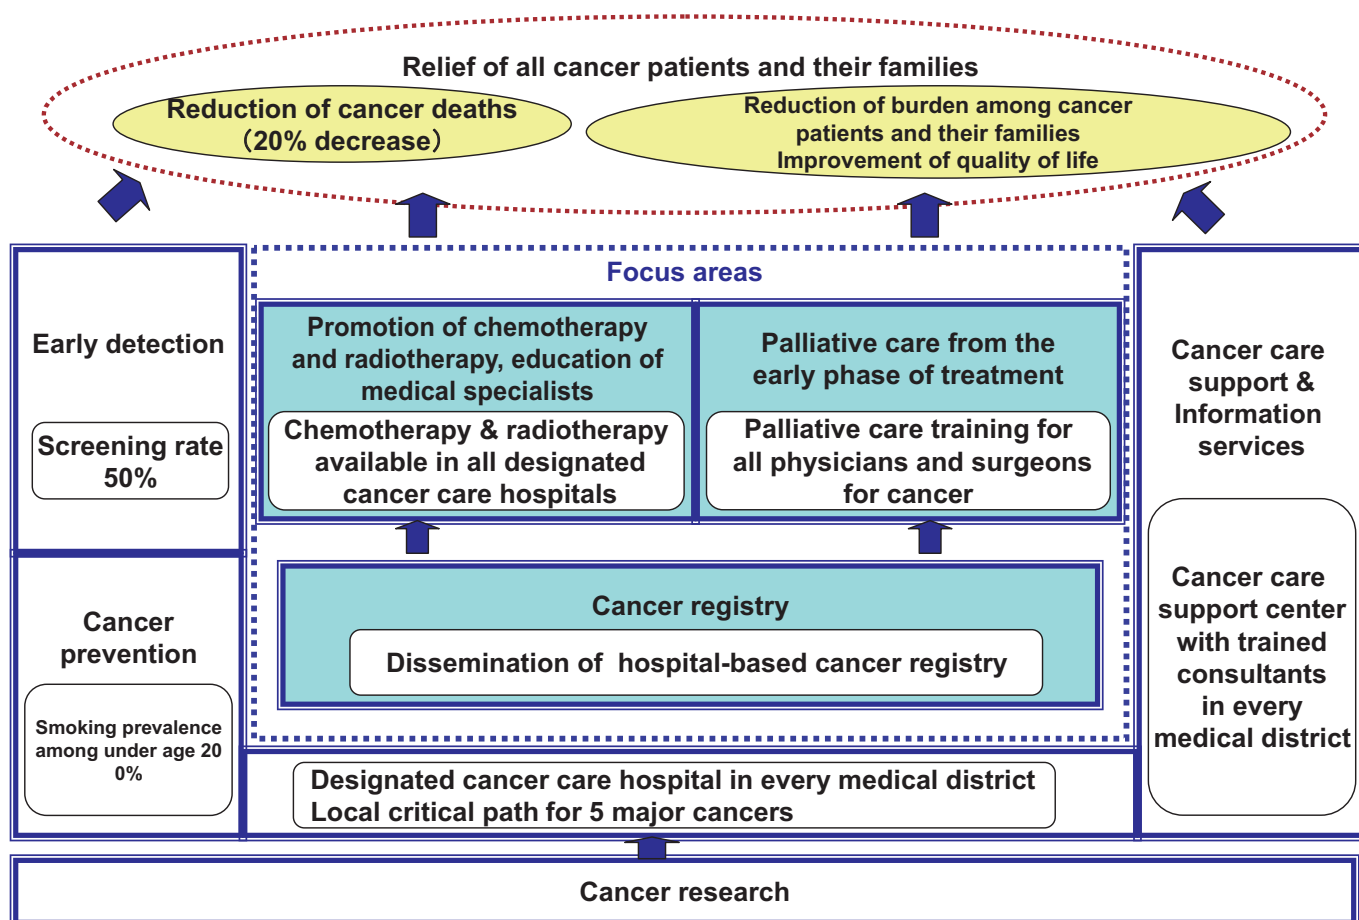 Relief of all cancer patients and their families
Reduction of cancer deaths
（20% decrease）
Reduction of burden among cancer
patients and their families
Improvement of quality of life
Focus areas
Early detection
Screening rate
50%
Promotion of chemotherapy
and radiotherapy, education of
medical specialists
Chemotherapy & radiotherapy
available in all designated
cancer care hospitals
Palliative care from the
early phase of treatment
Palliative care training for
all physicians and surgeons
for cancer
Cancer care
support &
Information
services
Cancer care
support center
with trained
consultants
in every
medical district
Cancer
prevention
Smoking prevalence
among under age 20
0%
Cancer registry
Dissemination of hospital-based cancer registry
Designated cancer care hospital in every medical district
Local critical path for 5 major cancers
Cancer research